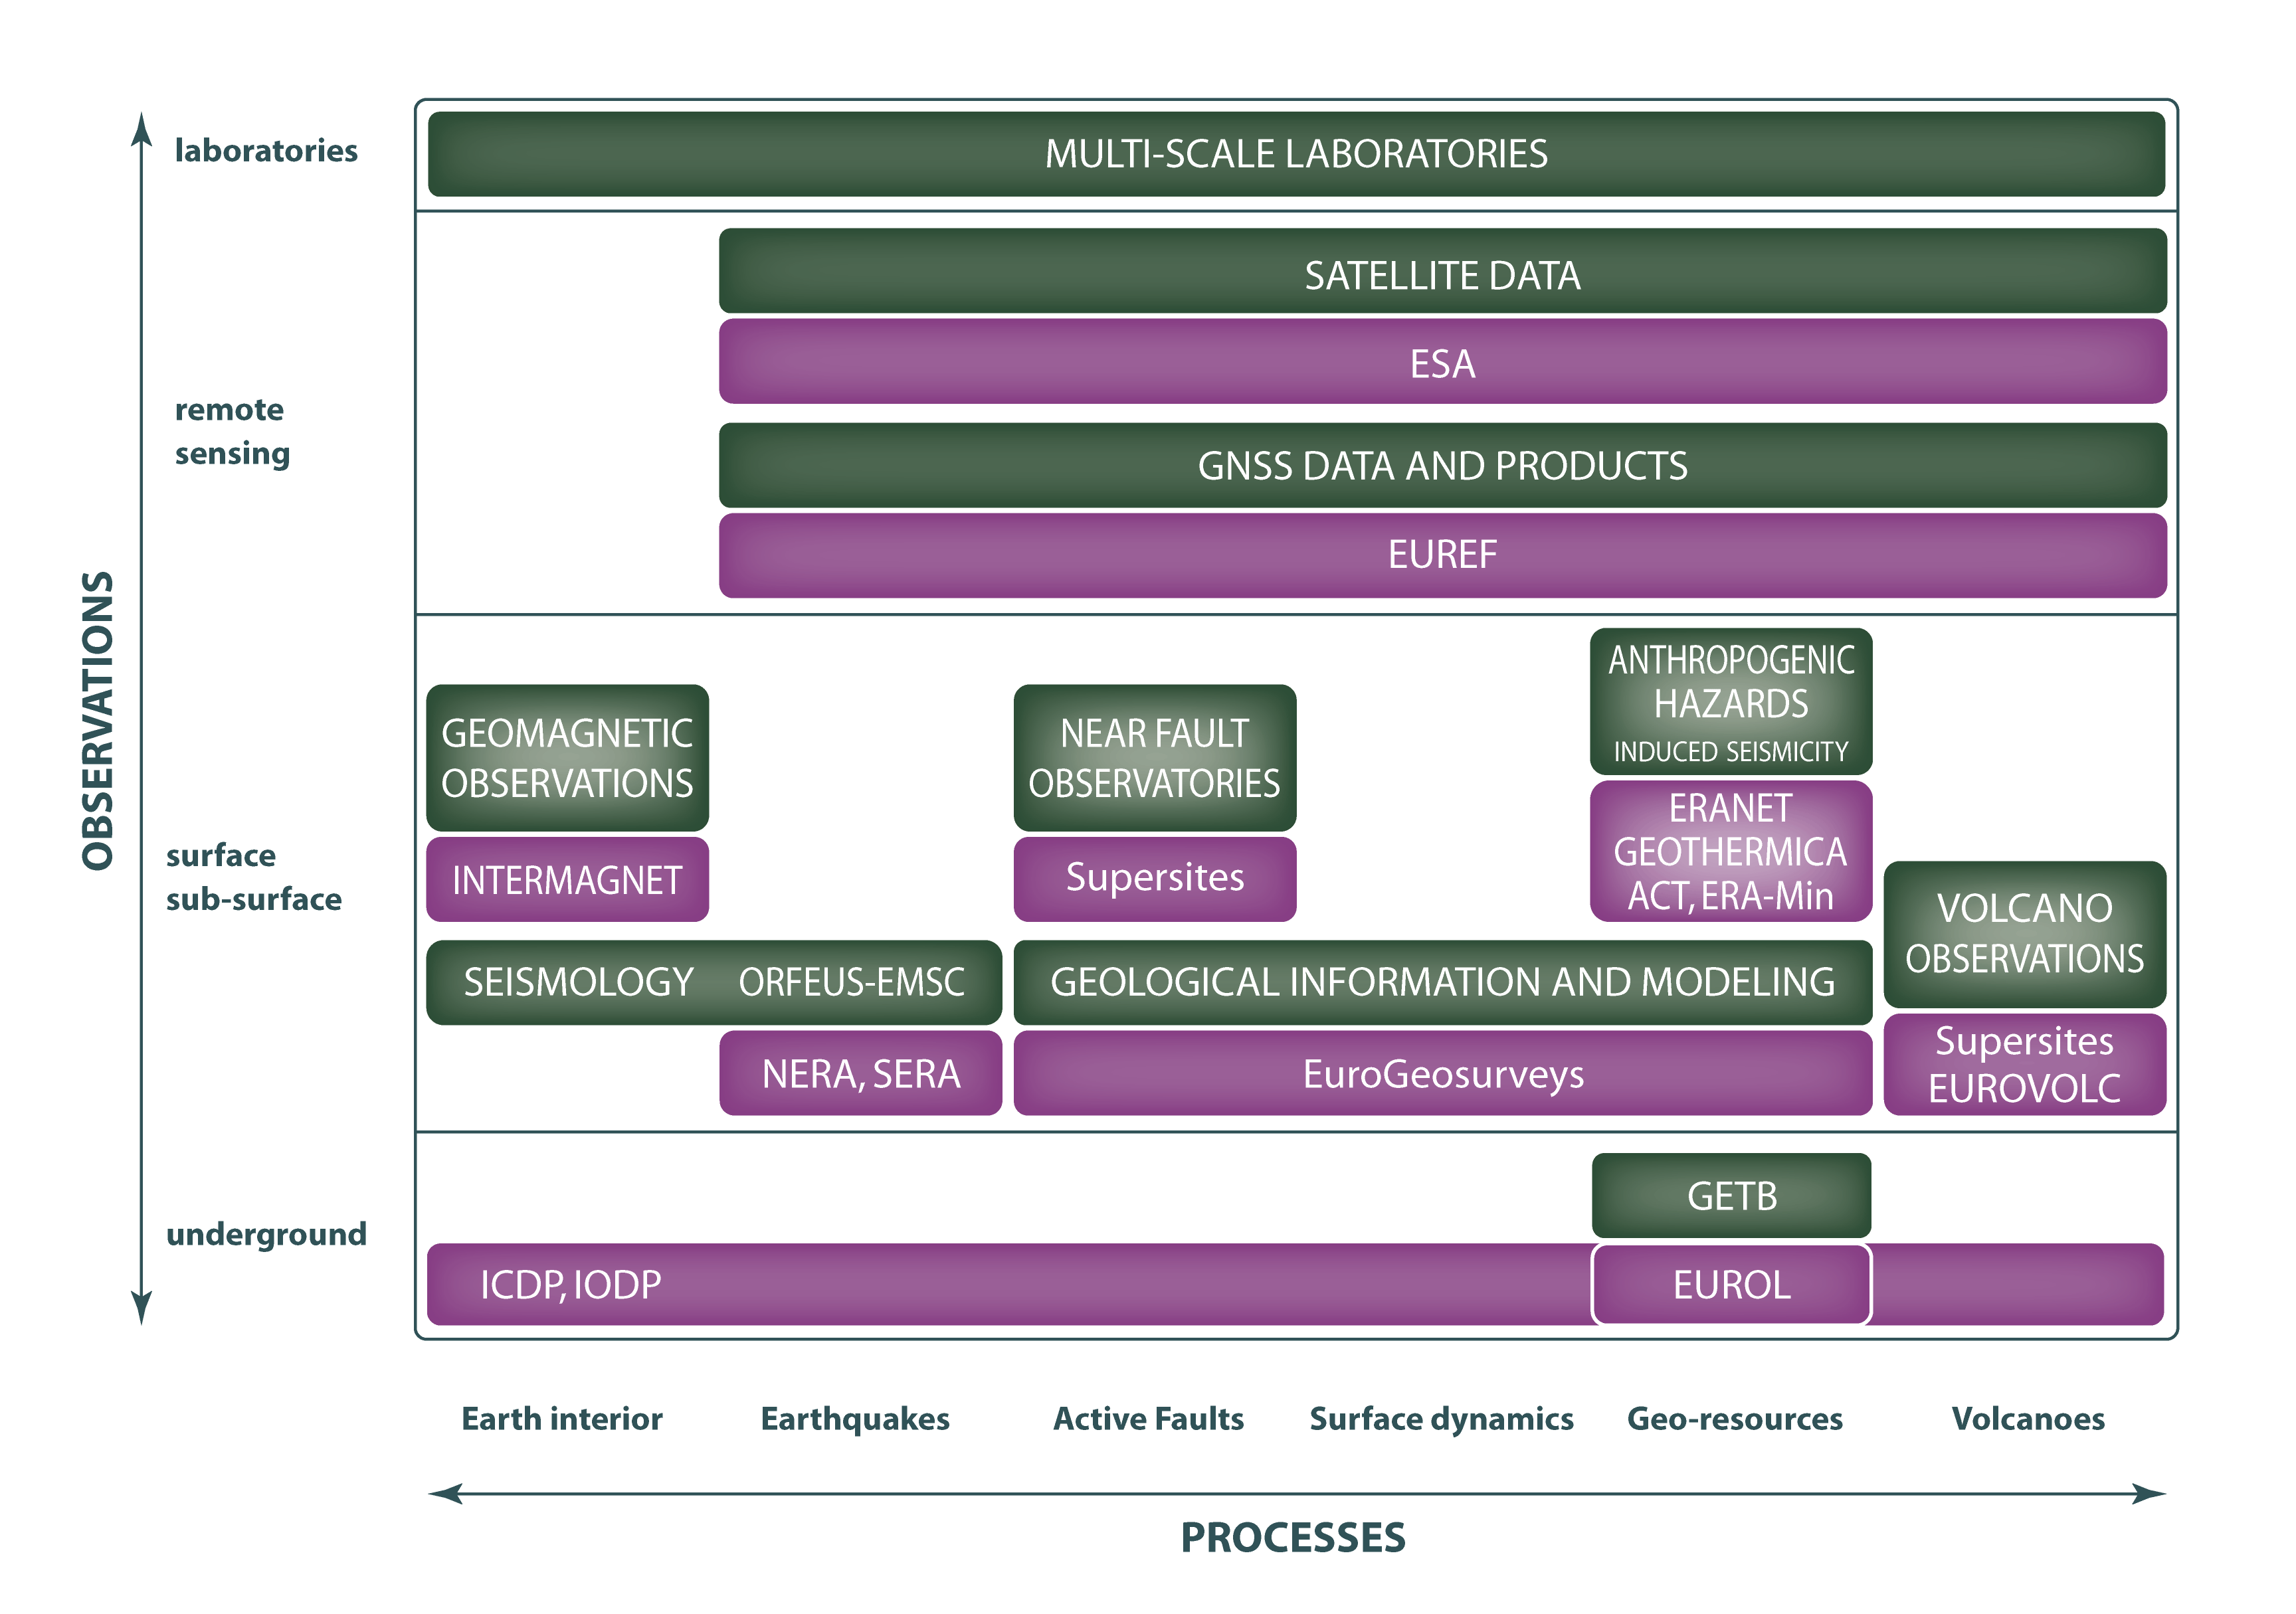 OBSERVATIONS
laboratories
MULTI-SCALE LABORATORIES
remote
sensing
SATELLITE DATA
ESA
GNSS DATA AND PRODUCTS
EUREF
surface
sub-surface
GEOMAGNETIC
OBSERVATIONS
INTERMAGNET
NEAR FAULT
OBSERVATORIES
Supersites
ANTHROPOGENIC
HAZARDS
INDUCED SEISMICITY
ERANET
GEOTHERMICA
ACT, ERA-Min
VOLCANO
OBSERVATIONS
Supersites
EUROVOLC
SEISMOLOGY ORFEUS-EMSC
NERA, SERA
GEOLOGICAL INFORMATION AND MODELING
EuroGeosurveys
underground
GETB
ICDP, IODP
EUROL
Earth interior
Earthquakes
Active Faults
Surface dynamics
Geo-resources
Volcanoes
PROCESSES